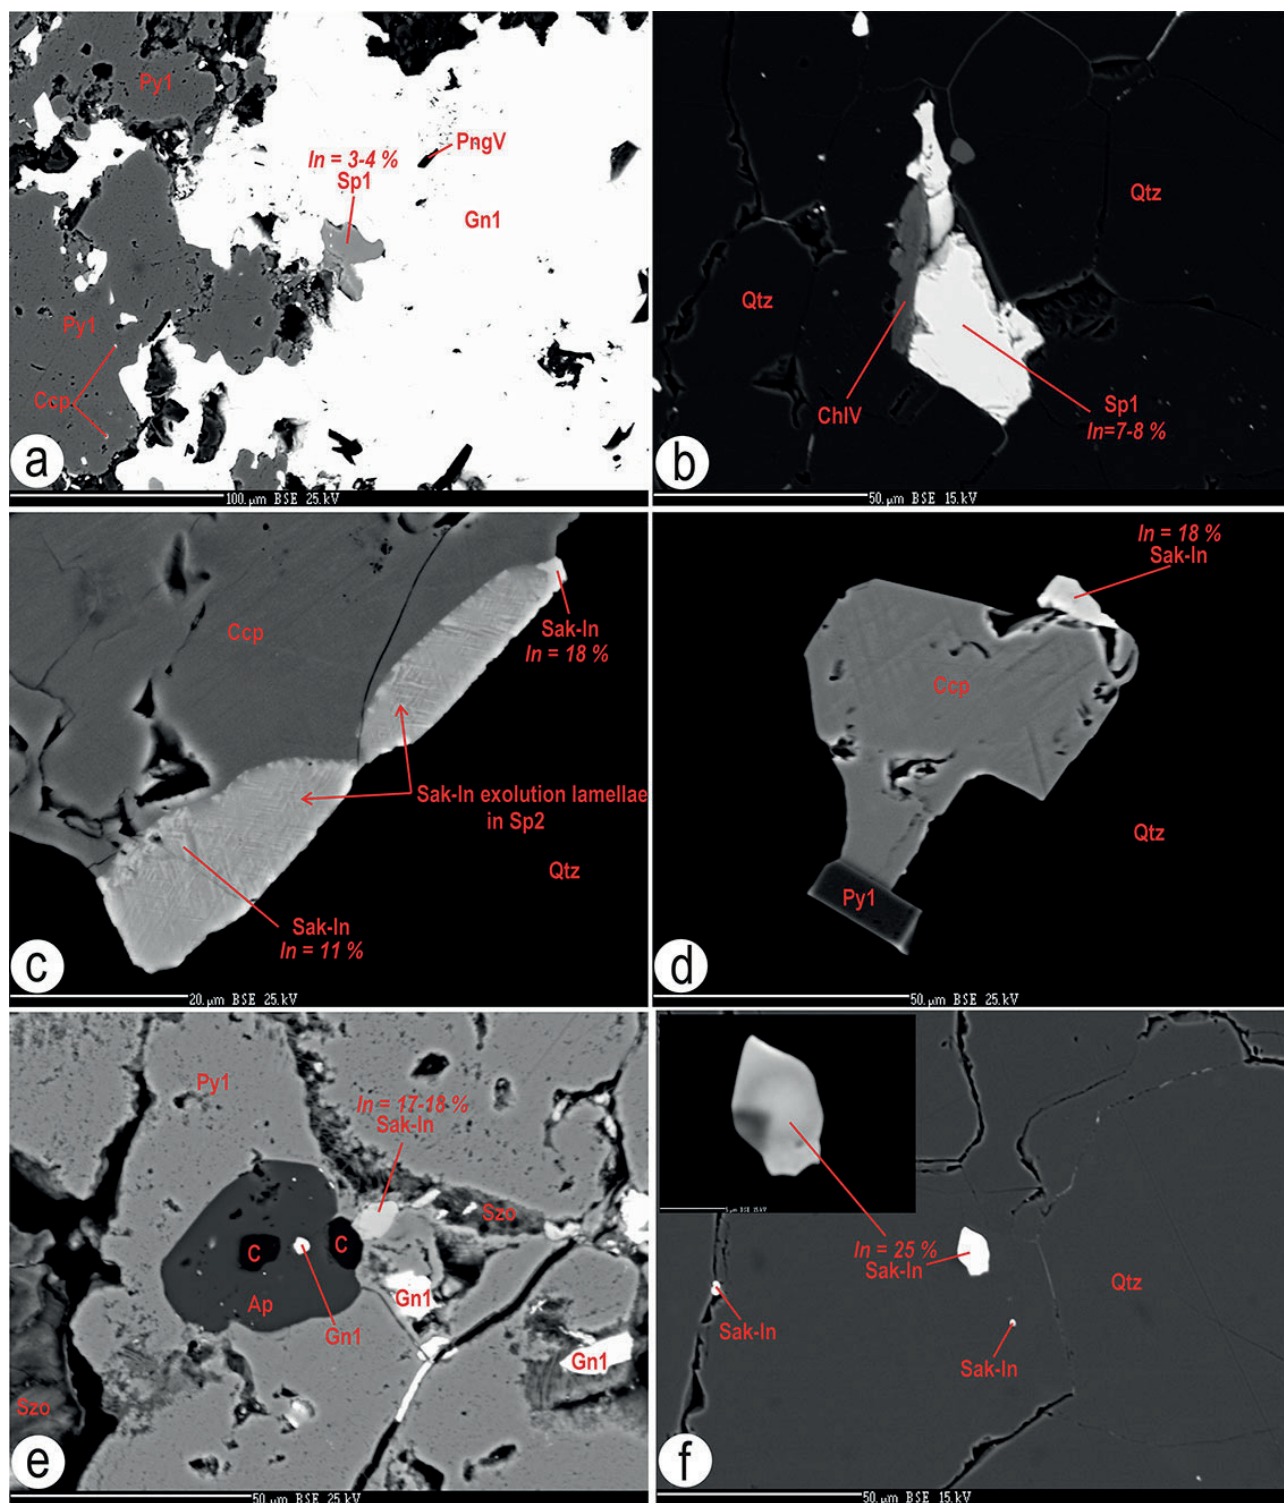 Py1
PngV
In = 3-4 %
Sp1
Gn1
Py1
Ccp
a
100.µm BSE 25.kV
Qtz
Qtz
ChlV
Sp1
In=7-8 %
b
50.µm BSE 15.kV
Ccp
Sak-In
In = 18 %
Sak-In exolution lamellae
in Sp2
Qtz
Sak-In
In = 11 %
c
20.µm BSE 25.kV
In = 18 %
Sak-In
Ccp
Qtz
Py1
d
50.µm BSE 25.kV
Py1
In = 17-18 %
Sak-In
Szo
C
C
Ap
Gn1
Gn1
Gn1
Szo
e
50.µm BSE 25.kV
5µm BSE 15.kV
In = 25 %
Sak-In
Qtz
Sak-In
Sak-In
f
50.µm BSE 15.kV